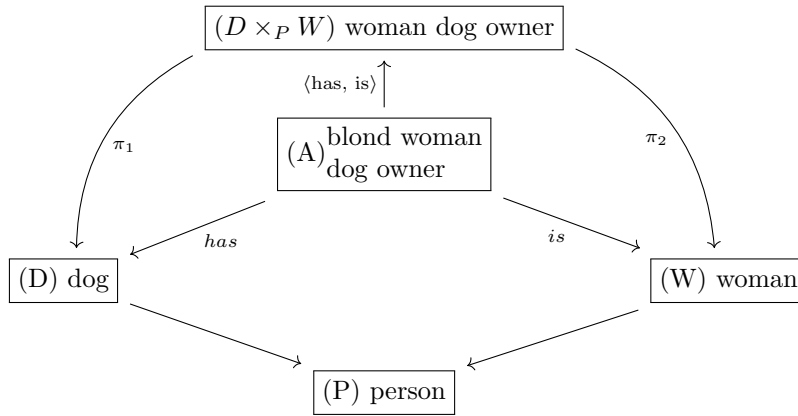 (D ×_P W) woman dog owner
⟨has, is⟩
(A) blond woman
dog owner
π₁
π₂
has
is
(D) dog
(W) woman
(P) person